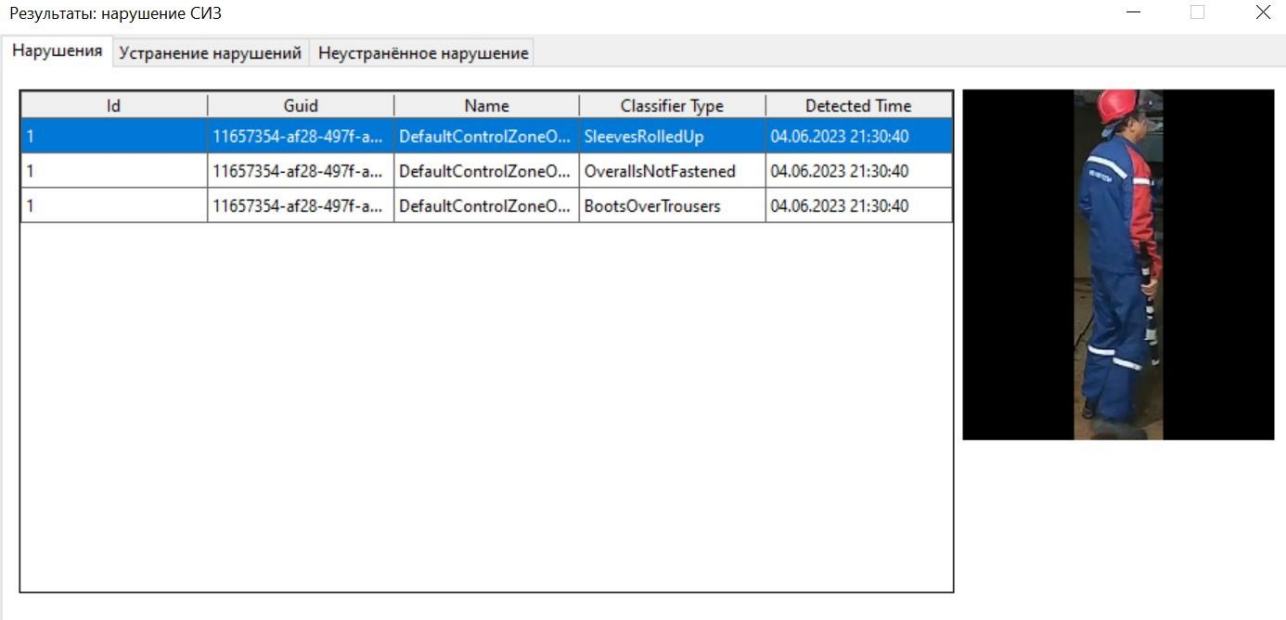 Результаты: нарушение СИЗ
Нарушения Устранение нарушений Неустранённое нарушение
Id Guid Name Classifier Type Detected Time
1 11657354-af28-497f-a... DefaultControlZoneO... SleevesRolledUp 04.06.2023 21:30:40
1 11657354-af28-497f-a... DefaultControlZoneO... OverallsNotFastened 04.06.2023 21:30:40
1 11657354-af28-497f-a... DefaultControlZoneO... BootsOverTrousers 04.06.2023 21:30:40